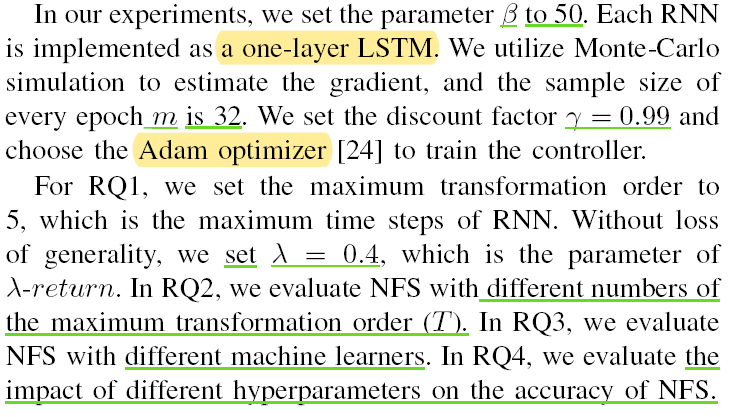 In our experiments, we set the parameter β to 50. Each RNN
is implemented as a one-layer LSTM. We utilize Monte-Carlo
simulation to estimate the gradient, and the sample size of
every epoch m is 32. We set the discount factor γ = 0.99 and
choose the Adam optimizer [24] to train the controller.
For RQ1, we set the maximum transformation order to
5, which is the maximum time steps of RNN. Without loss
of generality, we set λ = 0.4, which is the parameter of
λ-return. In RQ2, we evaluate NFS with different numbers of
the maximum transformation order (T). In RQ3, we evaluate
NFS with different machine learners. In RQ4, we evaluate the
impact of different hyperparameters on the accuracy of NFS.